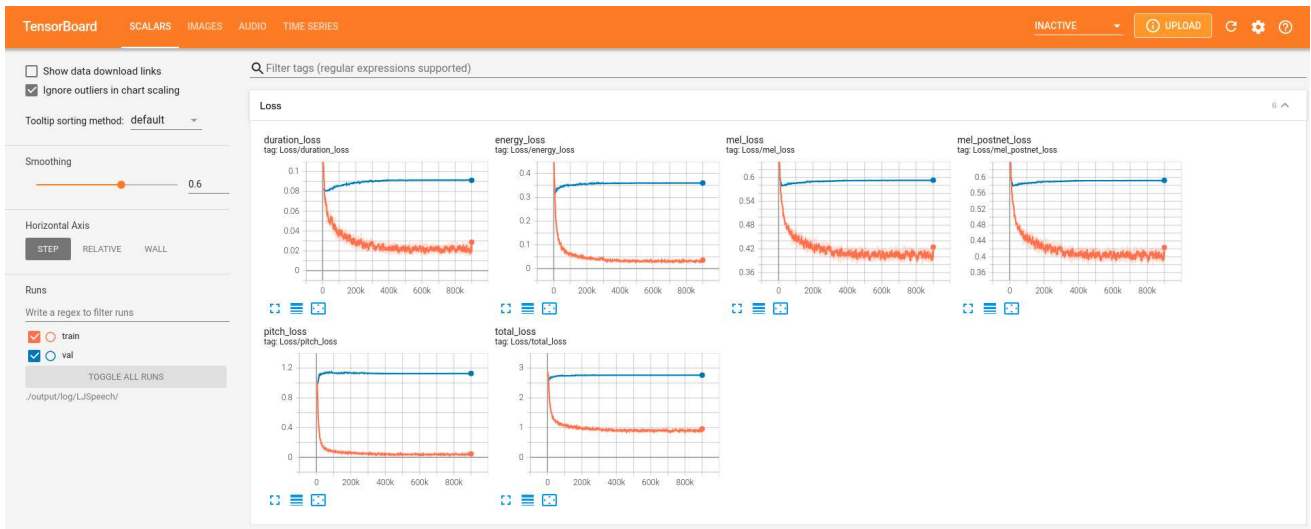 TensorBoard SCALARS IMAGES AUDIO TIME SERIES INACTIVE UPLOAD
Show data download links
Ignore outliers in chart scaling
Tooltip sorting method: default
Smoothing
0.6
Horizontal Axis
STEP RELATIVE WALL
Runs
Write a regex to filter runs
train
val
TOGGLE ALL RUNS
./output/log/LJSpeech/
Filter tags (regular expressions supported)
Loss 6
duration_loss
tag: Loss/duration_loss
0.1
0.08
0.06
0.04
0.02
0
0 200k 400k 600k 800k
energy_loss
tag: Loss/energy_loss
0.4
0.3
0.2
0.1
0
0 200k 400k 600k 800k
mel_loss
tag: Loss/mel_loss
0.6
0.54
0.48
0.42
0.36
0 200k 400k 600k 800k
mel_postnet_loss
tag: Loss/mel_postnet_loss
0.6
0.56
0.52
0.48
0.44
0.4
0.36
0 200k 400k 600k 800k
pitch_loss
tag: Loss/pitch_loss
1.2
0.8
0.4
0
0 200k 400k 600k 800k
total_loss
tag: Loss/total_loss
3
2
1
0
0 200k 400k 600k 800k